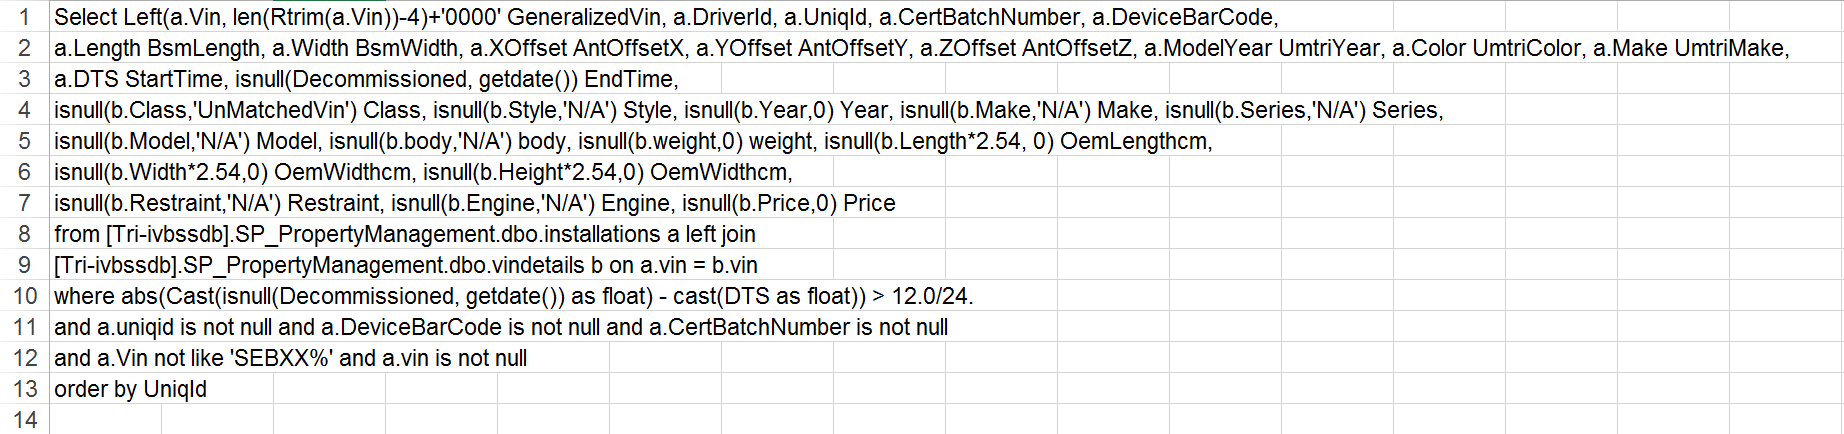 1 Select Left(a.Vin, len(Rtrim(a.Vin))-4)+'0000' GeneralizedVin, a.DriverId, a.UniqId, a.CertBatchNumber, a.DeviceBarCode,
2 a.Length BsmLength, a.Width BsmWidth, a.XOffset AntOffsetX, a.YOffset AntOffsetY, a.ZOffset AntOffsetZ, a.ModelYear UmtriYear, a.Color UmtriColor, a.Make UmtriMake,
3 a.DTS StartTime, isnull(Decommissioned, getdate()) EndTime,
4 isnull(b.Class,'UnMatchedVin') Class, isnull(b.Style,'N/A') Style, isnull(b.Year,0) Year, isnull(b.Make,'N/A') Make, isnull(b.Series,'N/A') Series,
5 isnull(b.Model,'N/A') Model, isnull(b.body,'N/A') body, isnull(b.weight,0) weight, isnull(b.Length*2.54, 0) OemLengthcm,
6 isnull(b.Width*2.54,0) OemWidthcm, isnull(b.Height*2.54,0) OemWidthcm,
7 isnull(b.Restraint,'N/A') Restraint, isnull(b.Engine,'N/A') Engine, isnull(b.Price,0) Price
8 from [Tri-ivbssdb].SP_PropertyManagement.dbo.installations a left join
9 [Tri-ivbssdb].SP_PropertyManagement.dbo.vindetails b on a.vin = b.vin
10 where abs(Cast(isnull(Decommissioned, getdate()) as float) - cast(DTS as float)) > 12.0/24.
11 and a.uniqid is not null and a.DeviceBarCode is not null and a.CertBatchNumber is not null
12 and a.Vin not like 'SEBXX%' and a.vin is not null
13 order by UniqId
14